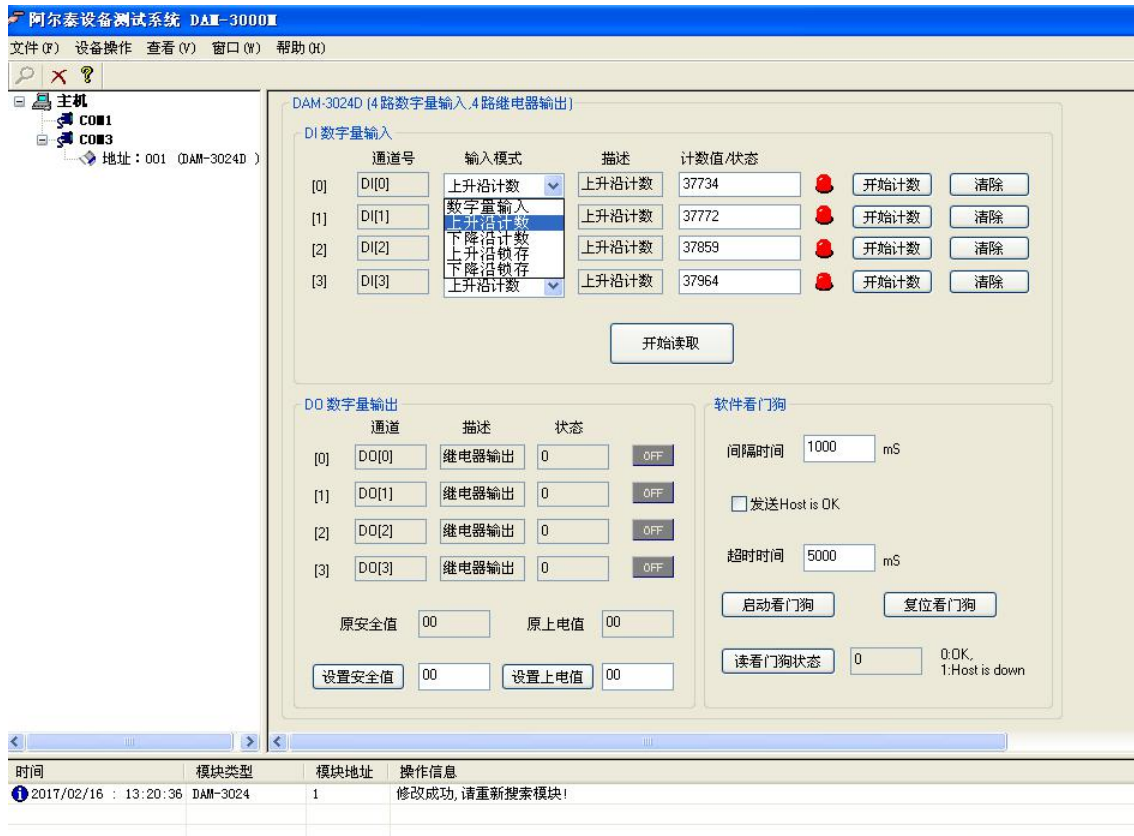 阿尔泰设备测试系统 DAM-3000M
文件(F) 设备操作 查看(V) 窗口(W) 帮助(H)
主机
COM1
COM3
地址：001 (DAM-3024D )
DAM-3024D (4路数字量输入,4路继电器输出)
DI 数字量输入
通道号 输入模式 描述 计数值/状态
[0] DI[0] 上升沿计数 上升沿计数 37734 开始计数 清除
数字量输入
[1] DI[1] 上升沿计数 上升沿计数 37772 开始计数 清除
下降沿计数
[2] DI[2] 上升沿锁存 上升沿计数 37859 开始计数 清除
下降沿锁存
[3] DI[3] 上升沿计数 上升沿计数 37964 开始计数 清除
开始读取
DO 数字量输出
通道 描述 状态
[0] DO[0] 继电器输出 0 OFF
[1] DO[1] 继电器输出 0 OFF
[2] DO[2] 继电器输出 0 OFF
[3] DO[3] 继电器输出 0 OFF
原安全值 00 原上电值 00
设置安全值 00 设置上电值 00
软件看门狗
间隔时间 1000 mS
发送Host is OK
超时时间 5000 mS
启动看门狗 复位看门狗
读看门狗状态 0 0:OK,
1:Host is down
时间 模块类型 模块地址 操作信息
2017/02/16 : 13:20:36 DAM-3024 1 修改成功,请重新搜索模块!